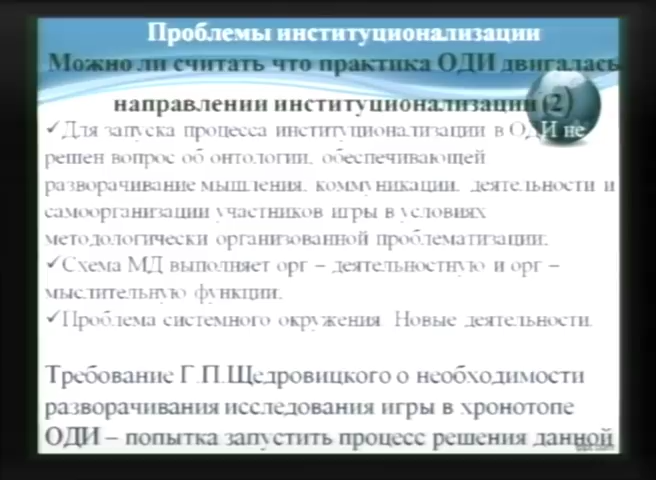 Проблемы институционализации
Можно ли считать что практика ОДИ двигалась
направлении институционализации (2)
✓Для запуска процесса институционализации в ОДИ не
решен вопрос об онтологии, обеспечивающей
разворачивание мышления, коммуникации, деятельности и
самоорганизации участников игры в условиях
методологически организованной проблематизации;
✓Схема МД выполняет орг – деятельностную и орг –
мыслительную функции;
✓Проблема системного окружения. Новые деятельности.
Требование Г.П.Щедровицкого о необходимости
разворачивания исследования игры в хронотопе
ОДИ – попытка запустить процесс решения данной